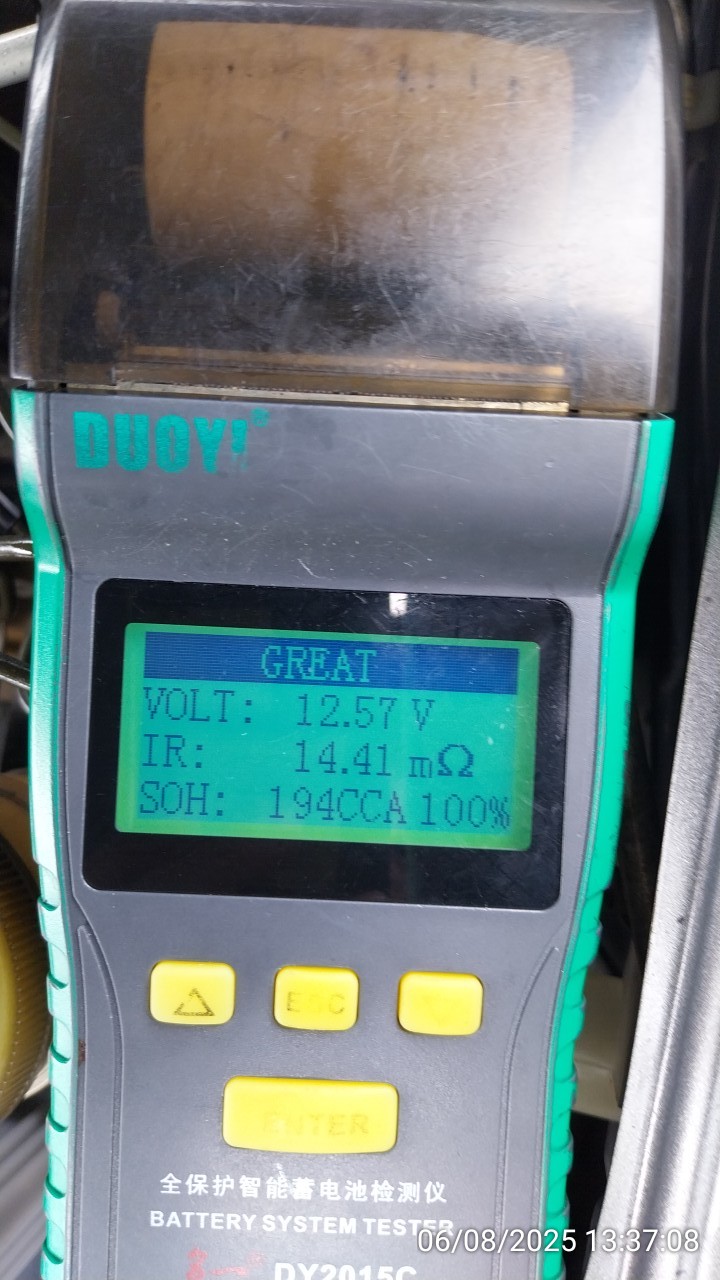 DUOYI®
GREAT
VOLT: 12.57 V
IR: 14.41 mΩ
SOH: 194CCA 100%
ESC
ENTER
全保护智能蓄电池检测仪
BATTERY SYSTEM TESTER
DY2015C
06/08/2025 13:37:08